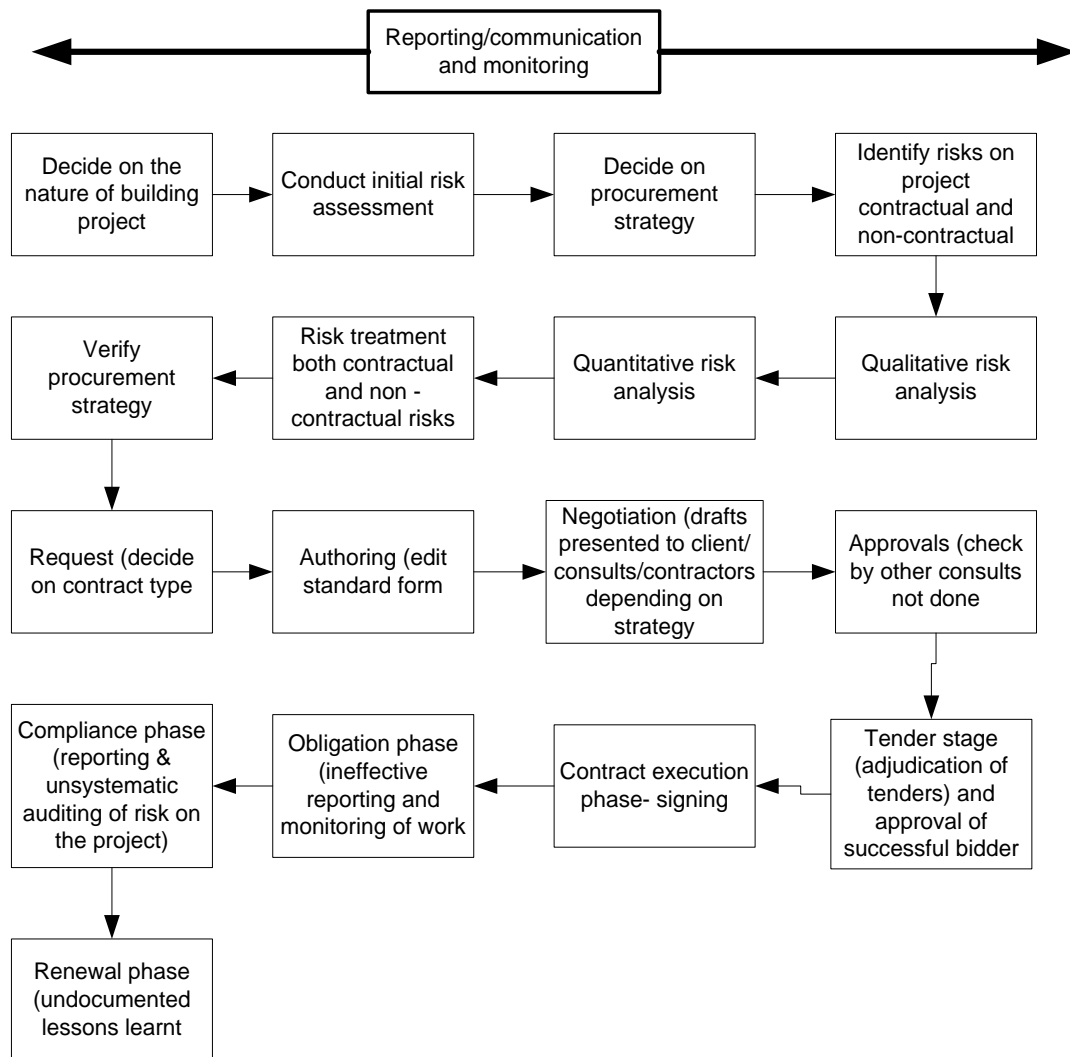 Reporting/communication
and monitoring
Decide on the
nature of building
project
Conduct initial risk
assessment
Decide on
procurement
strategy
Identify risks on
project
contractual and
non-contractual
Verify
procurement
strategy
Risk treatment
both contractual
and non -
contractual risks
Quantitative risk
analysis
Qualitative risk
analysis
Request (decide
on contract type
Authoring (edit
standard form
Negotiation (drafts
presented to client/
consults/contractors
depending on
strategy
Approvals (check
by other consults
not done
Compliance phase
(reporting &
unsystematic
auditing of risk on
the project)
Obligation phase
(ineffective
reporting and
monitoring of work
Contract execution
phase- signing
Tender stage
(adjudication of
tenders) and
approval of
successful bidder
Renewal phase
(undocumented
lessons learnt